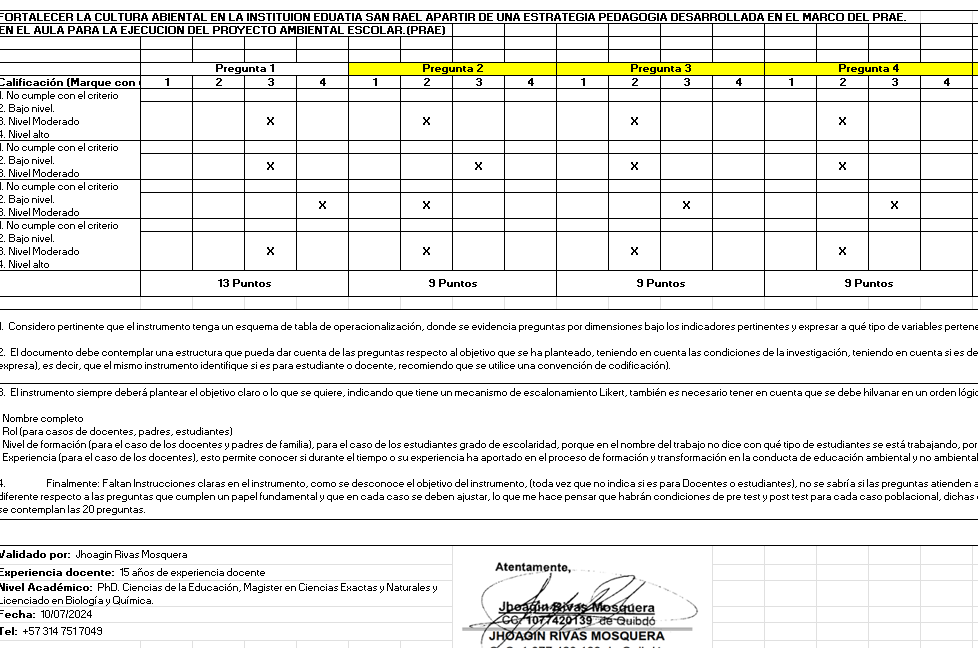 FORTALECER LA CULTURA ABIENTAL EN LA INSTITUION EDUATIA SAN RAEL APARTIR DE UNA ESTRATEGIA PEDAGOGIA DESARROLLADA EN EL MARCO DEL PRAE.
EN EL AULA PARA LA EJECUCION DEL PROYECTO AMBIENTAL ESCOLAR.(PRAE)
Pregunta 1 Pregunta 2 Pregunta 3 Pregunta 4
Calificación (Marque con 1 2 3 4 1 2 3 4 1 2 3 4 1 2 3 4
1. No cumple con el criterio
2. Bajo nivel.
3. Nivel Moderado X X X X
4. Nivel alto
1. No cumple con el criterio
2. Bajo nivel. X X X X
3. Nivel Moderado
1. No cumple con el criterio
2. Bajo nivel. X X X X
3. Nivel Moderado
1. No cumple con el criterio
2. Bajo nivel.
3. Nivel Moderado X X X X
4. Nivel alto
13 Puntos 9 Puntos 9 Puntos 9 Puntos
1. Considero pertinente que el instrumento tenga un esquema de tabla de operacionalización, donde se evidencia preguntas por dimensiones bajo los indicadores pertinentes y expresar a qué tipo de variables pertene
2. El documento debe contemplar una estructura que pueda dar cuenta de las preguntas respecto al objetivo que se ha planteado, teniendo en cuenta las condiciones de la investigación, teniendo en cuenta si es de
expresa), es decir, que el mismo instrumento identifique si es para estudiante o docente, recomiendo que se utilice una convención de codificación).
3. El instrumento siempre deberá plantear el objetivo claro o lo que se quiere, indicando que tiene un mecanismo de escalonamiento Likert, también es necesario tener en cuenta que se debe hilvanar en un orden lógic
Nombre completo
Rol (para casos de docentes, padres, estudiantes)
Nivel de formación (para el caso de los docentes y padres de familia), para el caso de los estudiantes grado de escolaridad, porque en el nombre del trabajo no dice con qué tipo de estudiantes se está trabajando, por
Experiencia (para el caso de los docentes), esto permite conocer si durante el tiempo o su experiencia ha aportado en el proceso de formación y transformación en la conducta de educación ambiental y no ambiental
4. Finalmente: Faltan Instrucciones claras en el instrumento, como se desconoce el objetivo del instrumento, (toda vez que no indica si es para Docentes o estudiantes), no se sabría si las preguntas atienden a
diferente respecto a las preguntas que cumplen un papel fundamental y que en cada caso se deben ajustar, lo que me hace pensar que habrán condiciones de pre test y post test para cada caso poblacional, dichas
se contemplan las 20 preguntas.
Validado por: Jhoagin Rivas Mosquera
Experiencia docente: 15 años de experiencia docente
Nivel Académico: PhD. Ciencias de la Educación, Magister en Ciencias Exactas y Naturales y
Licenciado en Biología y Química.
Fecha: 10/07/2024
Tel: +57 314 7517049
Atentamente,
Jhoagin Rivas Mosquera
CC. 1077420139 de Quibdó
JHOAGIN RIVAS MOSQUERA